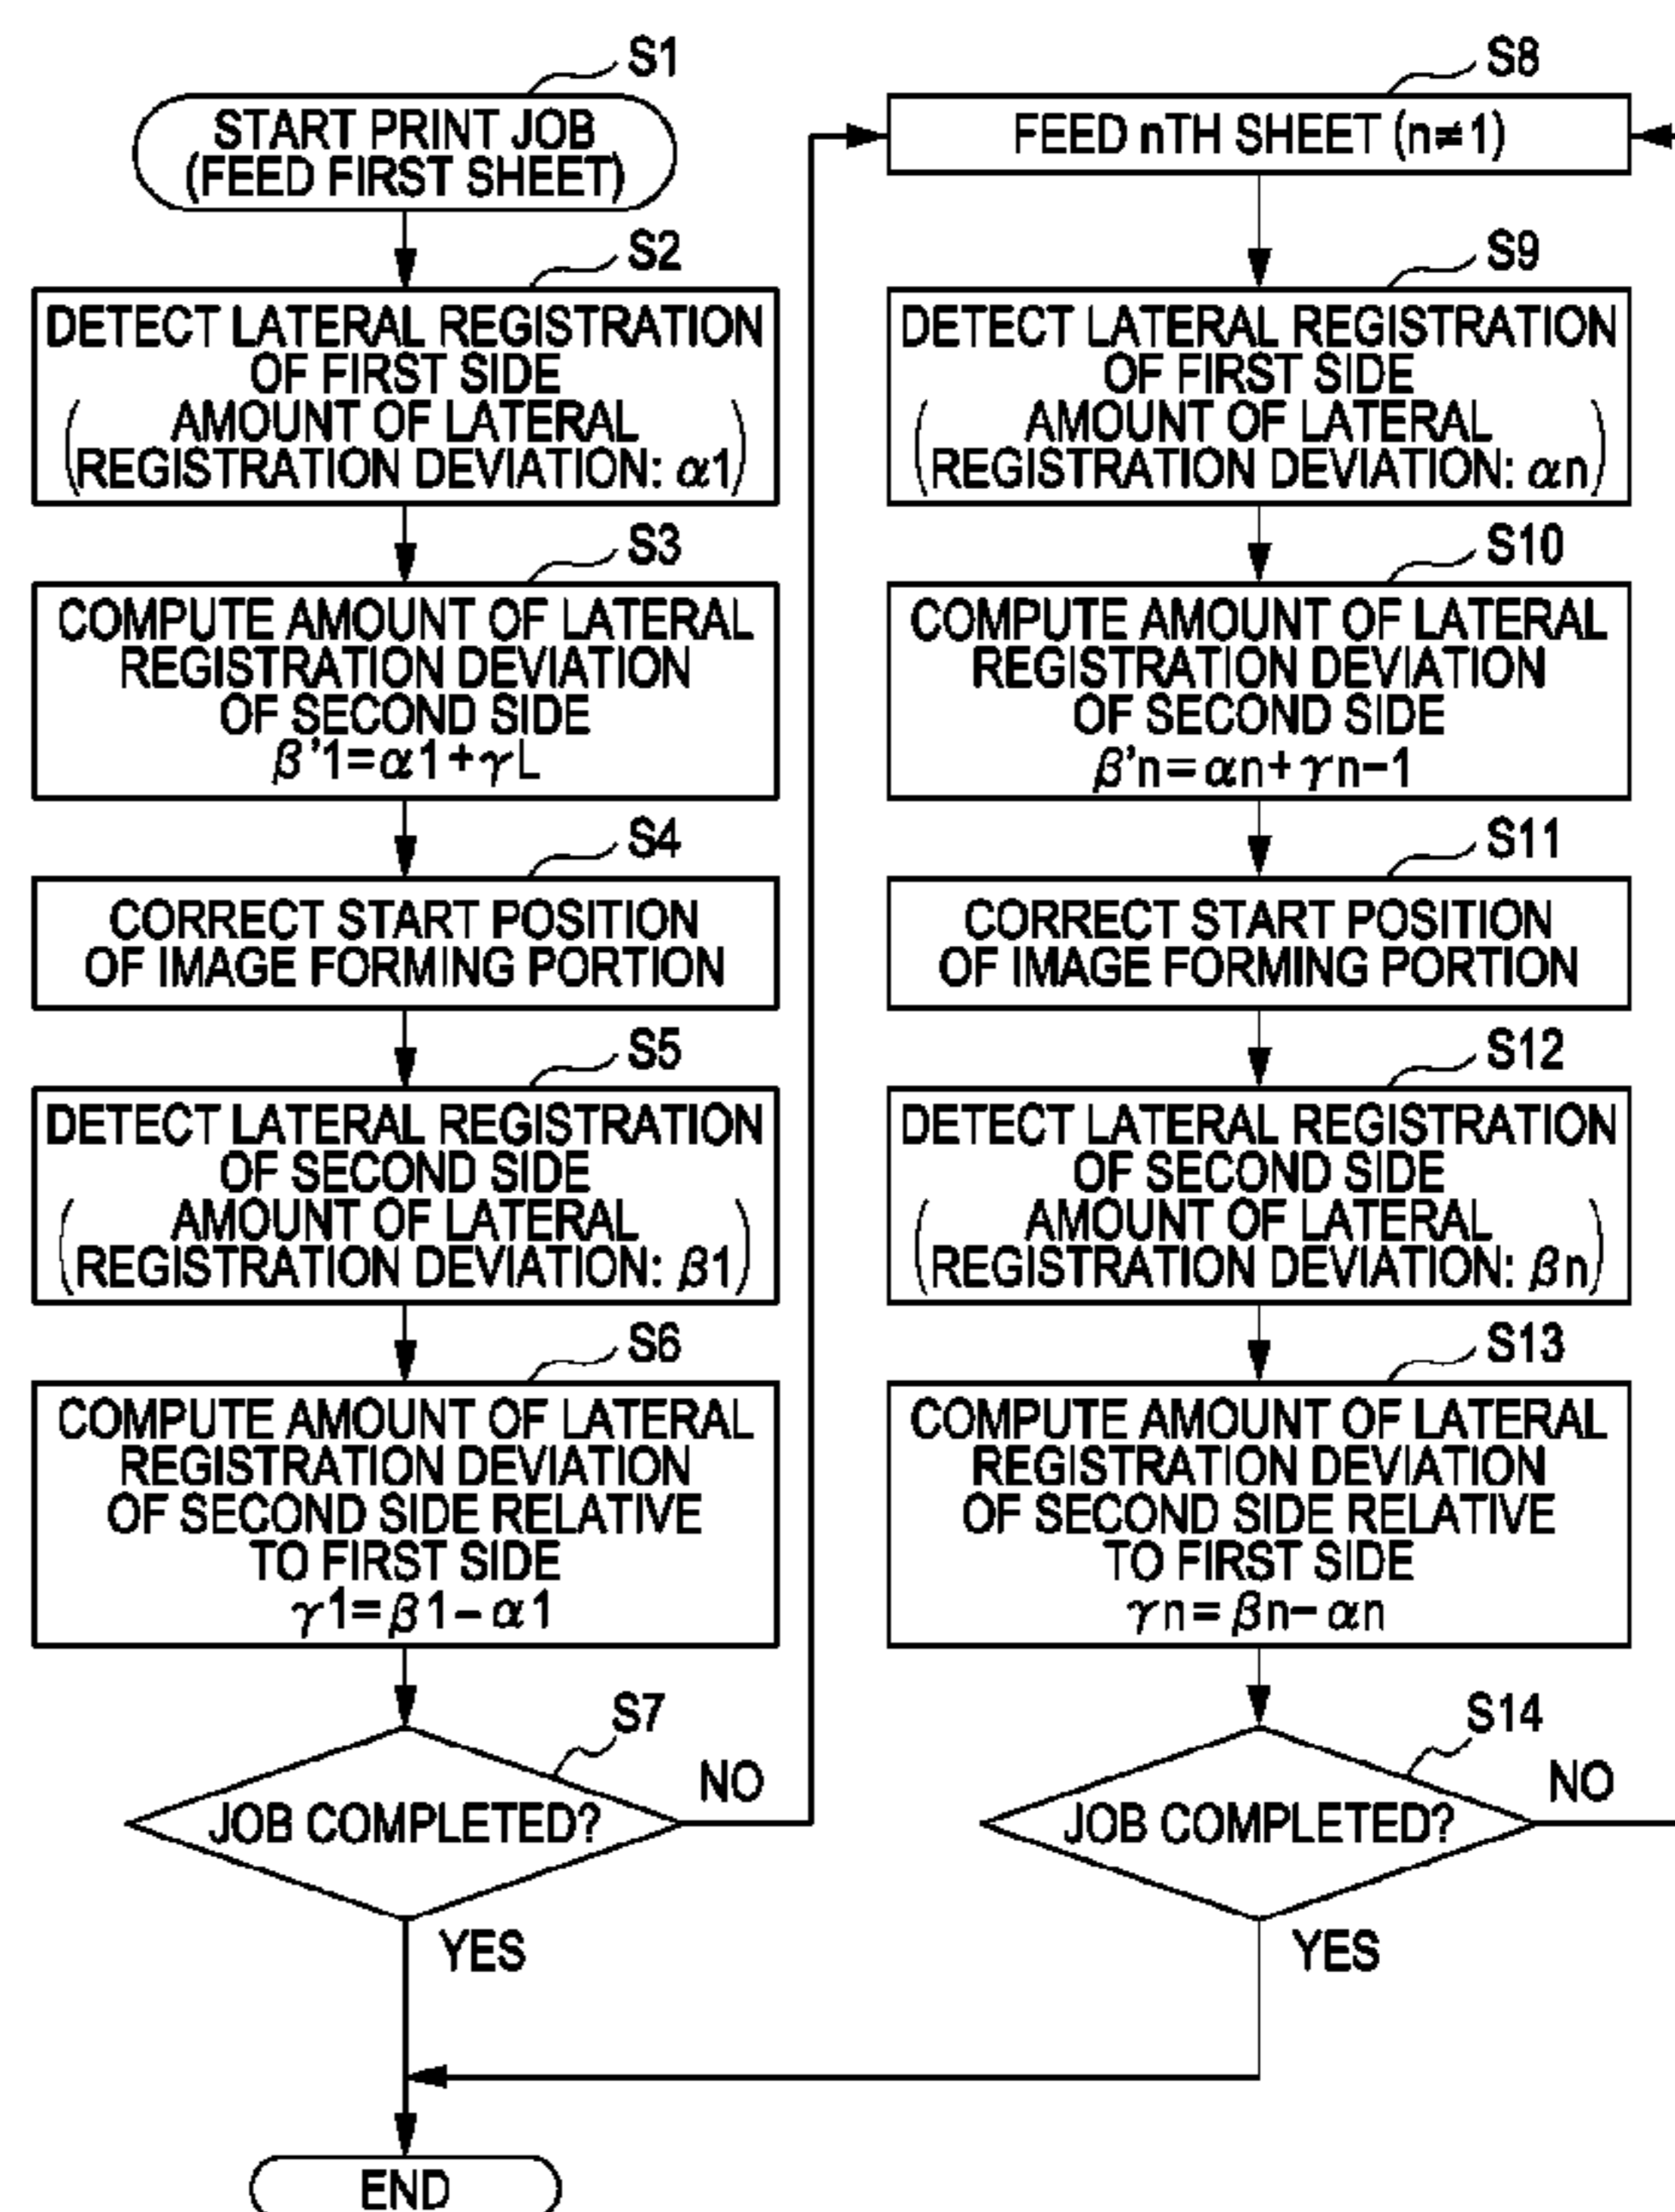 S1
START PRINT JOB
(FEED FIRST SHEET)
S2
DETECT LATERAL REGISTRATION
OF FIRST SIDE
(AMOUNT OF LATERAL
REGISTRATION DEVIATION: α1)
S3
COMPUTE AMOUNT OF LATERAL
REGISTRATION DEVIATION
OF SECOND SIDE
β'1=α1+γL
S4
CORRECT START POSITION
OF IMAGE FORMING PORTION
S5
DETECT LATERAL REGISTRATION
OF SECOND SIDE
(AMOUNT OF LATERAL
REGISTRATION DEVIATION: β1)
S6
COMPUTE AMOUNT OF LATERAL
REGISTRATION DEVIATION
OF SECOND SIDE RELATIVE
TO FIRST SIDE
γ1=β1-α1
S7
JOB COMPLETED?
NO
YES
END
S8
FEED nTH SHEET (n≠1)
S9
DETECT LATERAL REGISTRATION
OF FIRST SIDE
(AMOUNT OF LATERAL
REGISTRATION DEVIATION: αn)
S10
COMPUTE AMOUNT OF LATERAL
REGISTRATION DEVIATION
OF SECOND SIDE
β'n=αn+γn-1
S11
CORRECT START POSITION
OF IMAGE FORMING PORTION
S12
DETECT LATERAL REGISTRATION
OF SECOND SIDE
(AMOUNT OF LATERAL
REGISTRATION DEVIATION: βn)
S13
COMPUTE AMOUNT OF LATERAL
REGISTRATION DEVIATION
OF SECOND SIDE RELATIVE
TO FIRST SIDE
γn=βn-αn
S14
JOB COMPLETED?
NO
YES